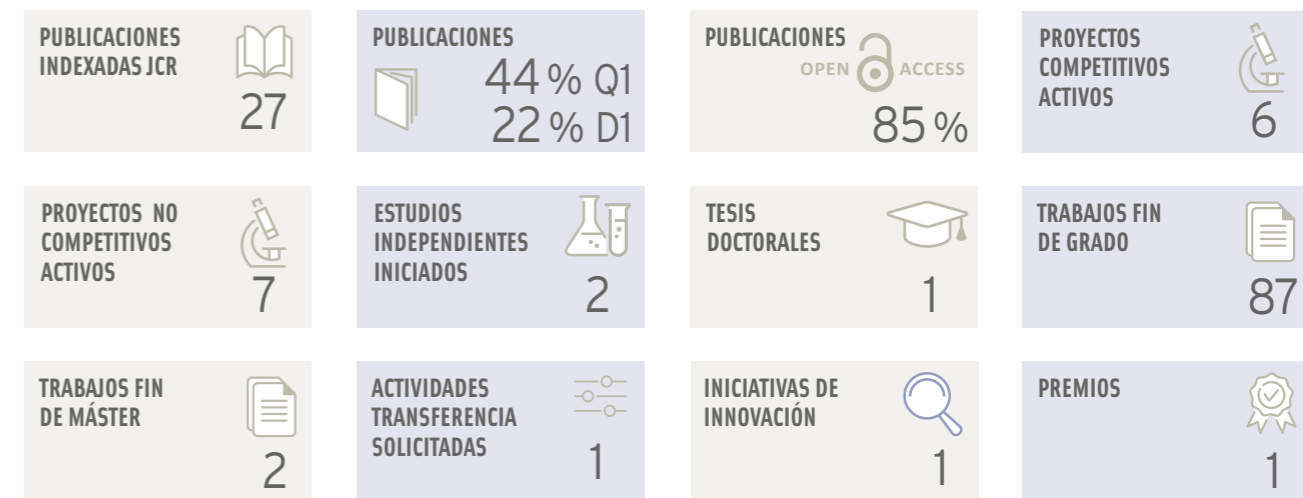 PUBLICACIONES
INDEXADAS JCR
27
PUBLICACIONES
44 % Q1
22 % D1
PUBLICACIONES
OPEN ACCESS
85 %
PROYECTOS
COMPETITIVOS
ACTIVOS
6
PROYECTOS NO
COMPETITIVOS
ACTIVOS
7
ESTUDIOS
INDEPENDIENTES
INICIADOS
2
TESIS
DOCTORALES
1
TRABAJOS FIN
DE GRADO
87
TRABAJOS FIN
DE MÁSTER
2
ACTIVIDADES
TRANSFERENCIA
SOLICITADAS
1
INICIATIVAS DE
INNOVACIÓN
1
PREMIOS
1